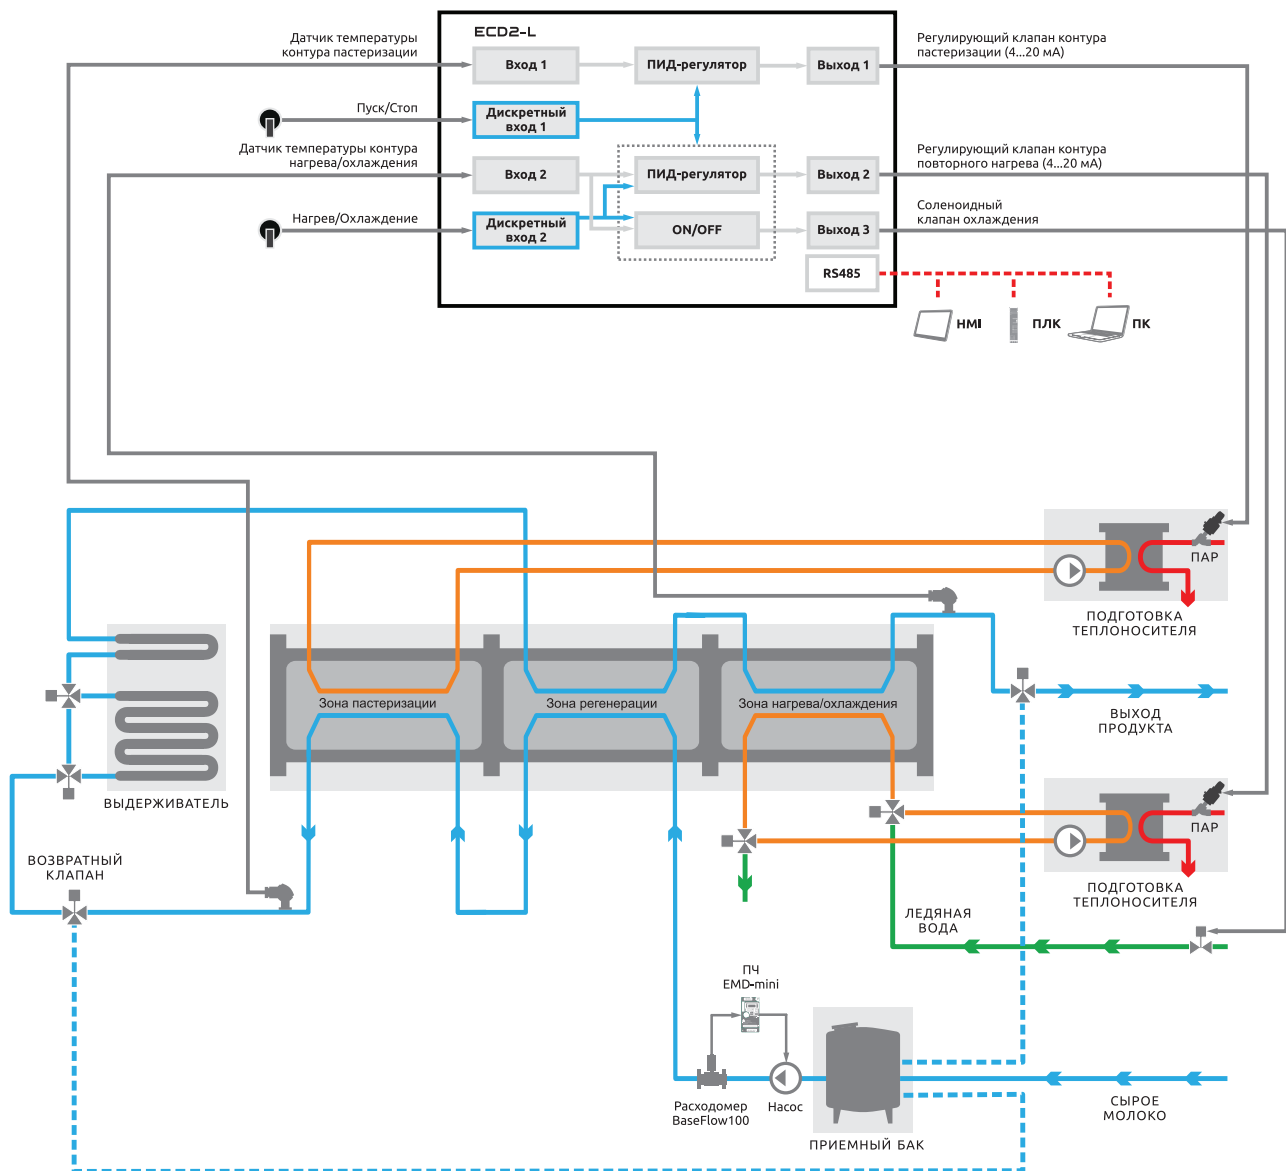 ECD2-L
Датчик температуры
контура пастеризации
Вход 1
ПИД-регулятор
Выход 1
Регулирующий клапан контура
пастеризации (4...20 мА)
Пуск/Стоп
Дискретный
вход 1
Датчик температуры контура
нагрева/охлаждения
Вход 2
ПИД-регулятор
Выход 2
Регулирующий клапан контура
повторного нагрева (4...20 мА)
Нагрев/Охлаждение
Дискретный
вход 2
ON/OFF
Выход 3
Соленоидный
клапан охлаждения
RS485
HMI
ПЛК
ПК
ПАР
ПОДГОТОВКА
ТЕПЛОНОСИТЕЛЯ
Зона пастеризации
Зона регенерации
Зона нагрева/охлаждения
ВЫХОД
ПРОДУКТА
ВЫДЕРЖИВАТЕЛЬ
ПАР
ПОДГОТОВКА
ТЕПЛОНОСИТЕЛЯ
ВОЗВРАТНЫЙ
КЛАПАН
ЛЕДЯНАЯ
ВОДА
ПЧ
EMD-mini
Расходомер
BaseFlow100
Насос
ПРИЕМНЫЙ БАК
СЫРОЕ
МОЛОКО